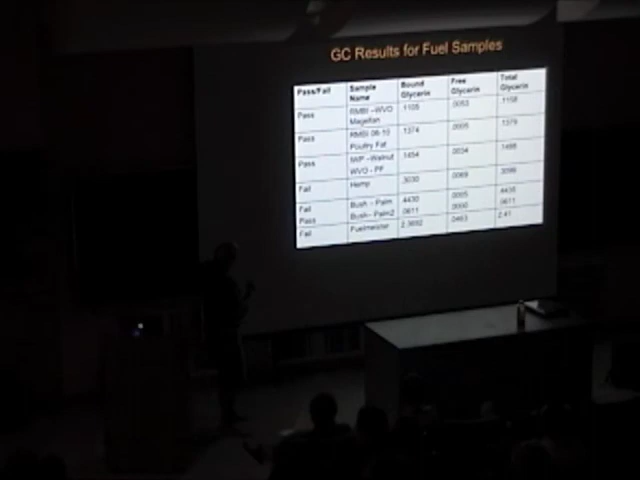 GC Results for Fuel Samples
Pass/Fail Sample Name Bound Glycerin Free Glycerin Total Glycerin
Pass RMBI -WVO Magellan .1105 .0053 .1158
Pass RMBI 06-10 Poultry Fat .1374 .0005 .1379
Pass -Walnut WVO - PF .1454 .0034 .1488
Fail Hemp .3030 .0069 .3099
Fail Bush - Palm .4430 .0005 .4435
Pass Bush- Palm2 .0611 .0000 .0611
Fail Fuelmeister 2.3692 .0493 2.41